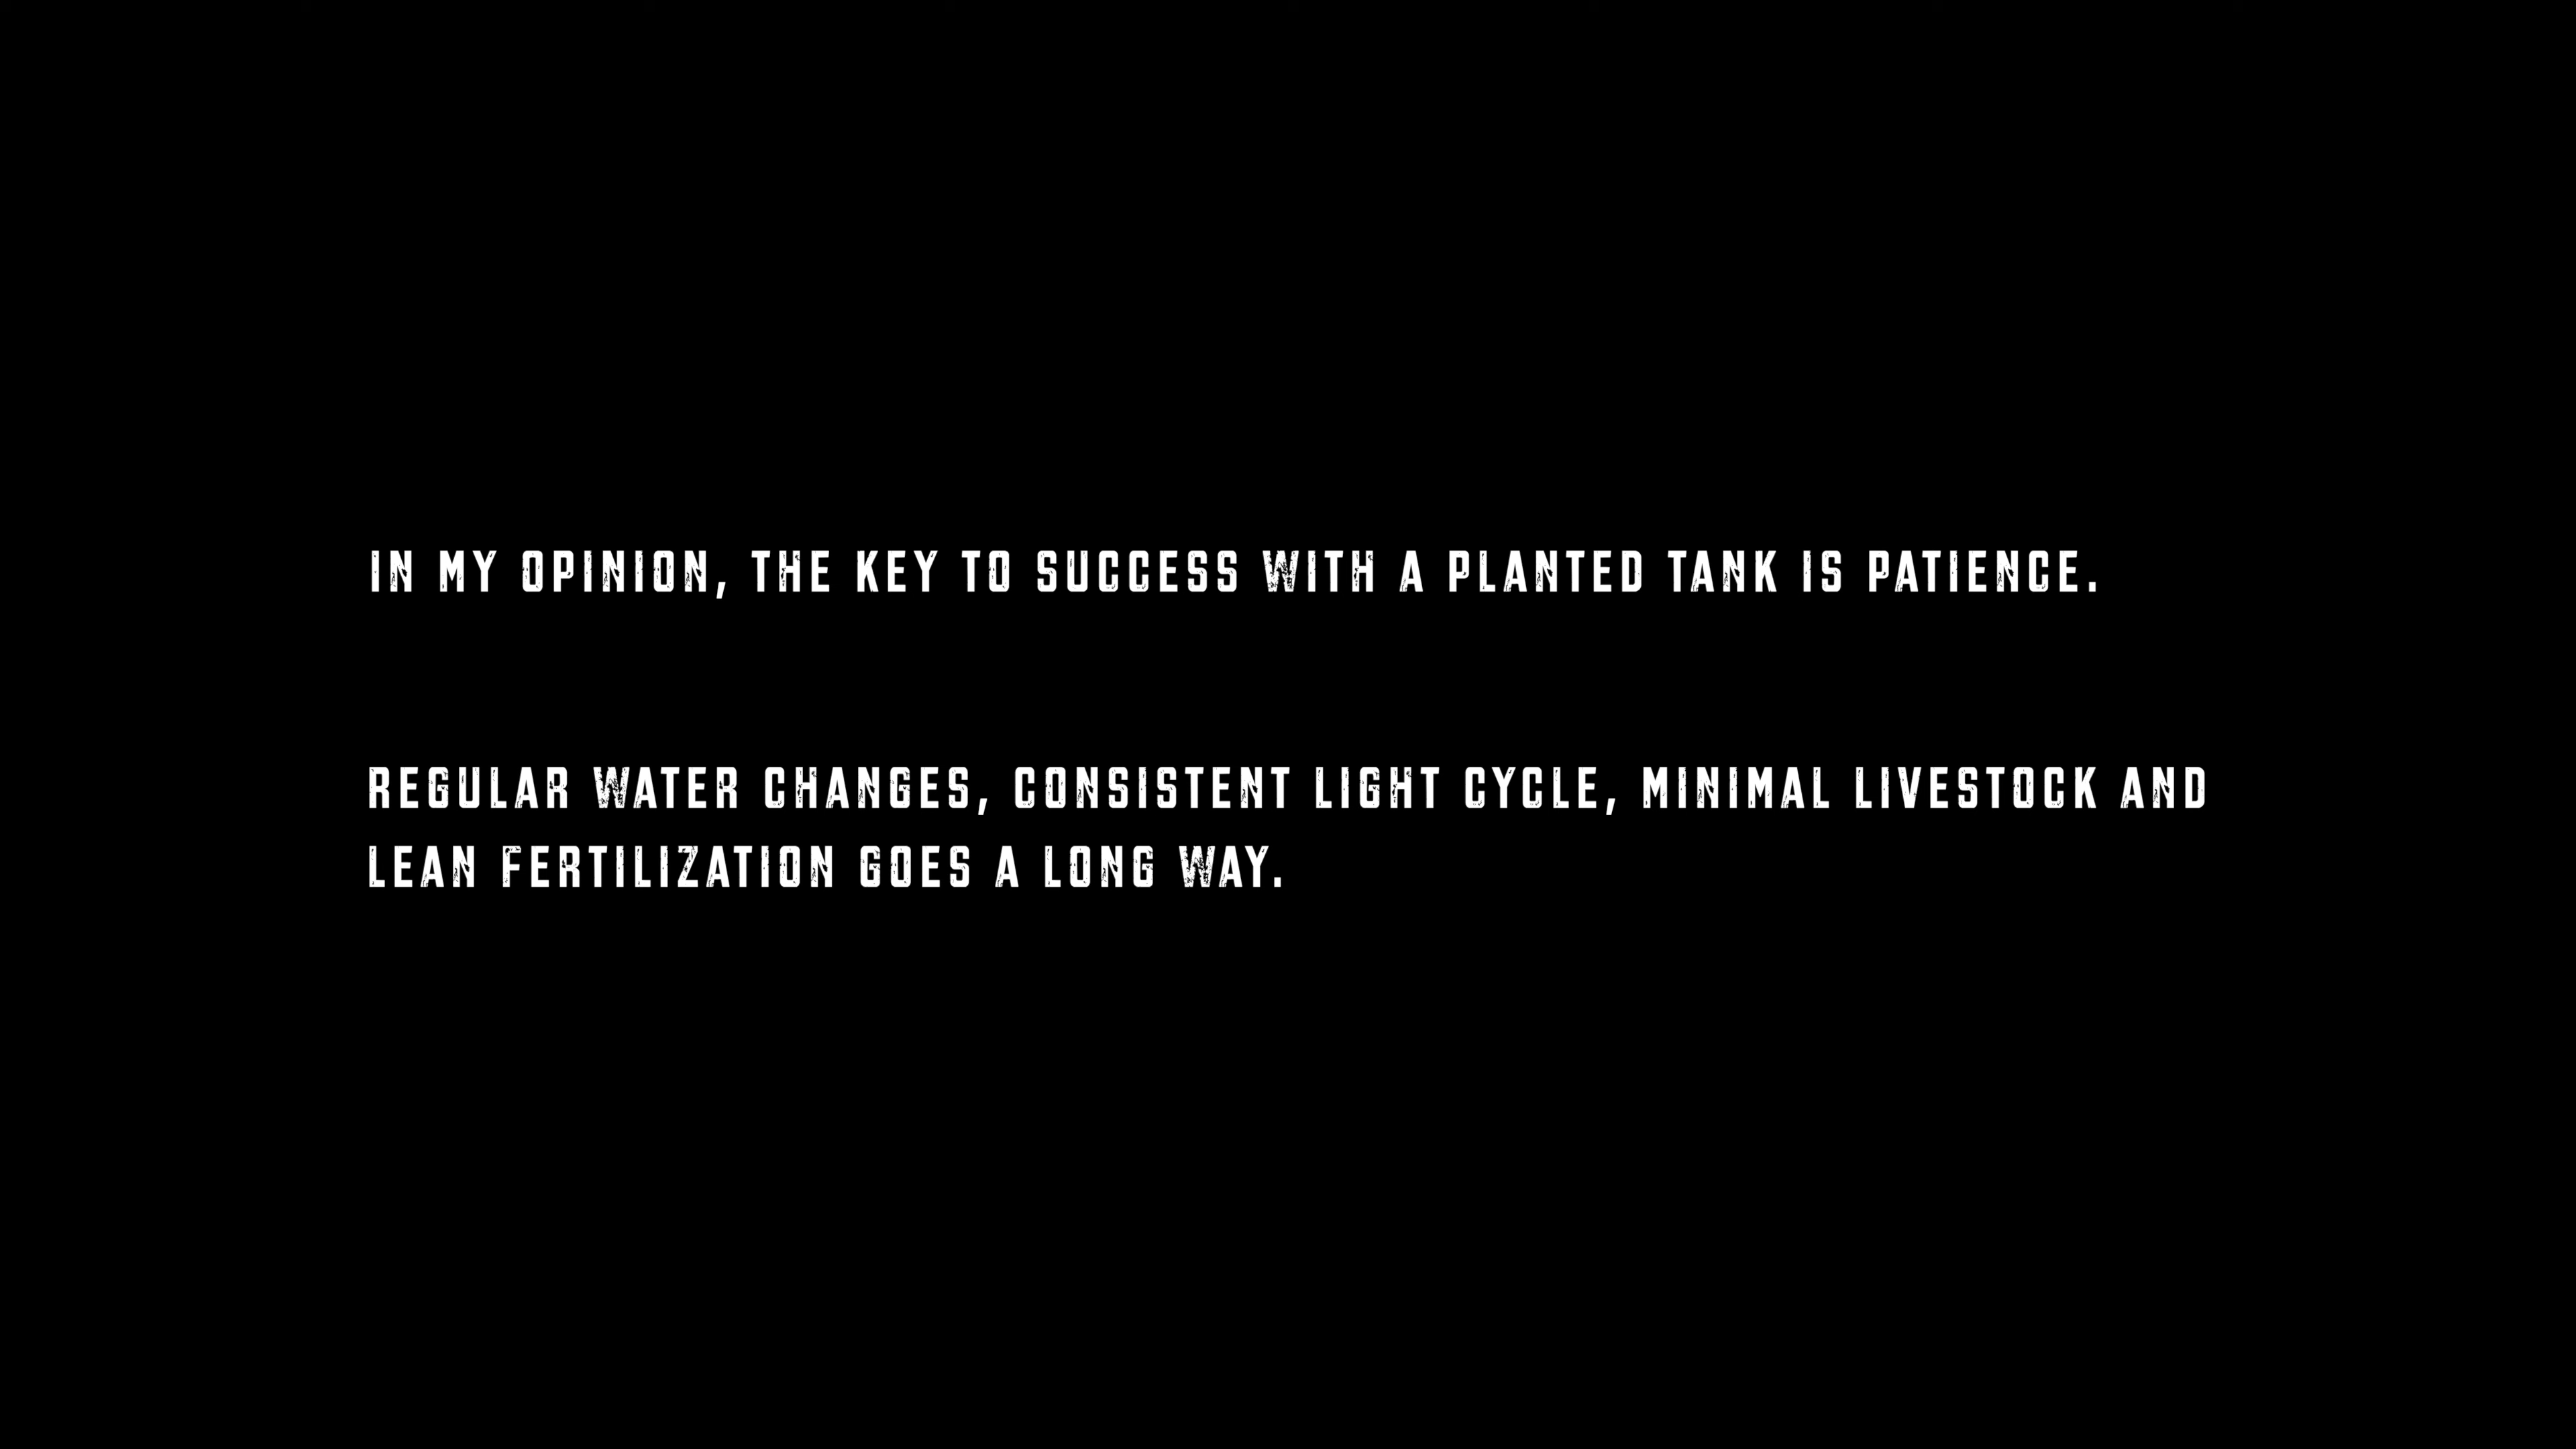 IN MY OPINION, THE KEY TO SUCCESS WITH A PLANTED TANK IS PATIENCE.
REGULAR WATER CHANGES, CONSISTENT LIGHT CYCLE, MINIMAL LIVESTOCK AND
LEAN FERTILIZATION GOES A LONG WAY.